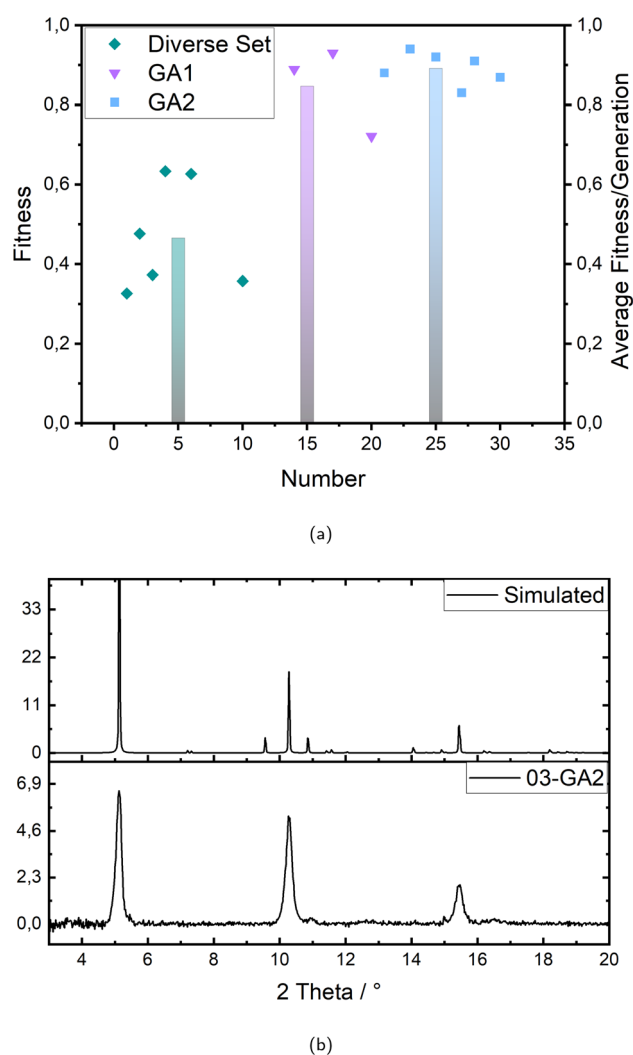 1,0
0,8
0,6
0,4
0,2
0,0
Fitness
Diverse Set
GA1
GA2
1,0
0,8
0,6
0,4
0,2
0,0
Average Fitness/Generation
0 5 10 15 20 25 30 35
Number
(a)
33
22
11
0
Simulated
6,9
4,6
2,3
0,0
03-GA2
4 6 8 10 12 14 16 18 20
2 Theta / °
(b)